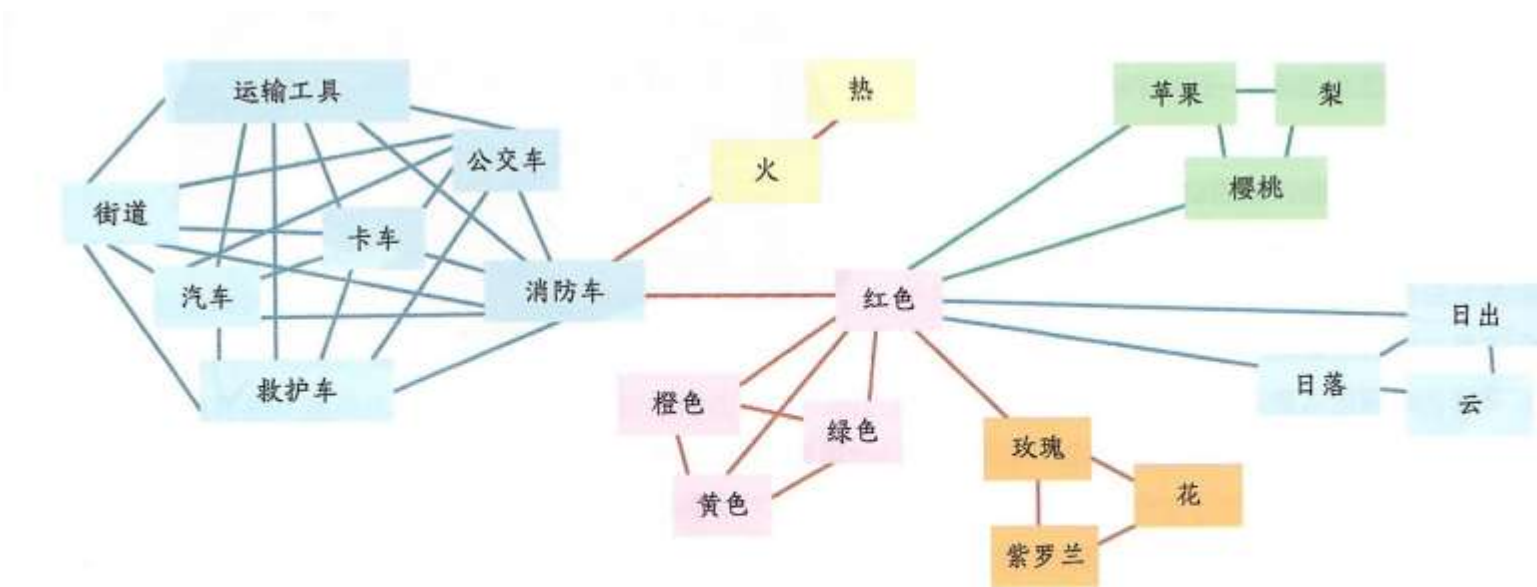 运输工具
热
苹果
梨
公交车
火
樱桃
街道
卡车
汽车
消防车
红色
日出
救护车
橙色
日落
云
绿色
玫瑰
黄色
花
紫罗兰